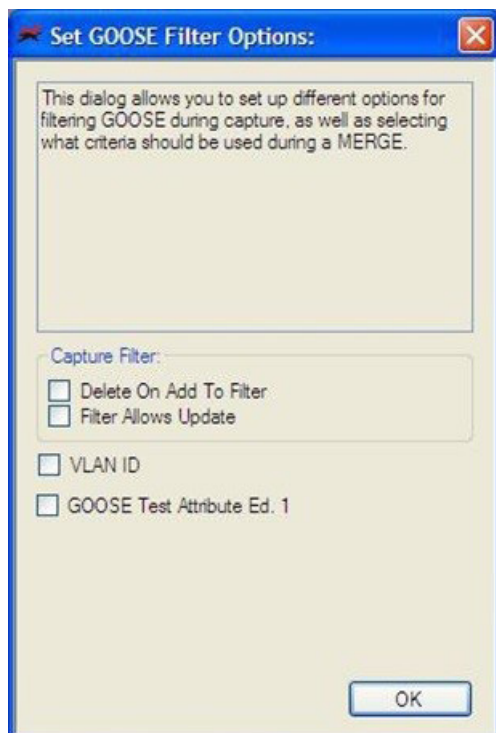 Set GOOSE Filter Options:
This dialog allows you to set up different options for
filtering GOOSE during capture, as well as selecting
what criteria should be used during a MERGE.
Capture Filter:
Delete On Add To Filter
Filter Allows Update
VLAN ID
GOOSE Test Attribute Ed. 1
OK